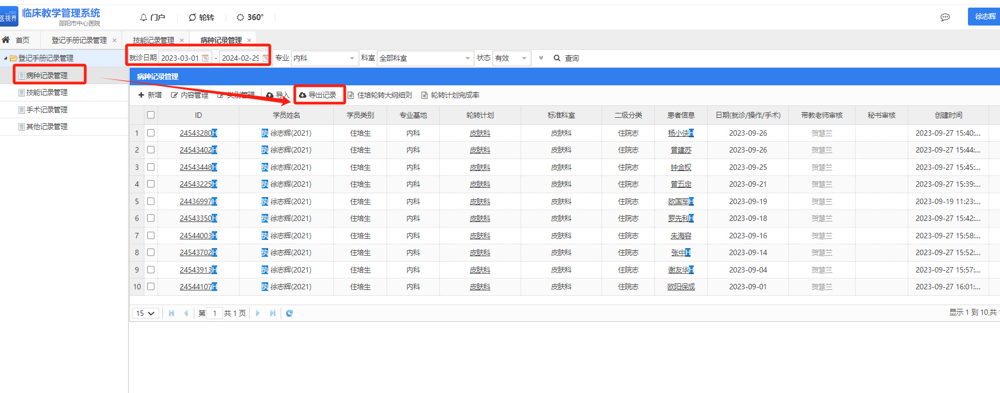 医视界 临床教学管理系统
邵阳市中心医院
门户 轮转 360°
徐志辉
首页 登记手册记录管理 × 技能记录管理 × 病种记录管理 ×
登记手册记录管理
病种记录管理
技能记录管理
手术记录管理
其他记录管理
就诊日期 2023-03-01 - 2024-02-29 专业 内科 科室 全部科室 状态 有效 查询
病种记录管理
新增 内容管理 类别管理 导入 导出记录 住培轮转大纲细则 轮转计划完成率
ID 学员姓名 学员类别 专业基地 轮转计划 标准科室 二级分类 患者信息 日期(就诊/操作/手术) 带教老师审核 秘书审核 创建时间
1 24543280H 执 徐志辉(2021) 住培生 内科 皮肤科 皮肤科 住院志 杨小侠H 2023-09-26 贺慧兰 2023-09-27 15:40:...
2 24543402H 执 徐志辉(2021) 住培生 内科 皮肤科 皮肤科 住院志 曾建苏 2023-09-26 贺慧兰 2023-09-27 15:44:...
3 24543448H 执 徐志辉(2021) 住培生 内科 皮肤科 皮肤科 住院志 钟金权 2023-09-25 贺慧兰 2023-09-27 15:45:...
4 24543225H 执 徐志辉(2021) 住培生 内科 皮肤科 皮肤科 住院志 曾五定 2023-09-21 贺慧兰 2023-09-27 15:39:...
5 24436997H 执 徐志辉(2021) 住培生 内科 皮肤科 皮肤科 住院志 欧国军H 2023-09-19 贺慧兰 2023-09-19 11:23:...
6 24543350H 执 徐志辉(2021) 住培生 内科 皮肤科 皮肤科 住院志 罗先利H 2023-09-18 贺慧兰 2023-09-27 15:42:...
7 24544003H 执 徐志辉(2021) 住培生 内科 皮肤科 皮肤科 住院志 朱海容 2023-09-16 贺慧兰 2023-09-27 15:58:...
8 24543702H 执 徐志辉(2021) 住培生 内科 皮肤科 皮肤科 住院志 张中H 2023-09-14 贺慧兰 2023-09-27 15:52:...
9 24543913H 执 徐志辉(2021) 住培生 内科 皮肤科 皮肤科 住院志 谢友华H 2023-09-04 贺慧兰 2023-09-27 15:57:...
10 24544107H 执 徐志辉(2021) 住培生 内科 皮肤科 皮肤科 住院志 欧阳保成 2023-09-01 贺慧兰 2023-09-27 16:01:...
15 第 1 共 1 页 显示 1 到 10,共